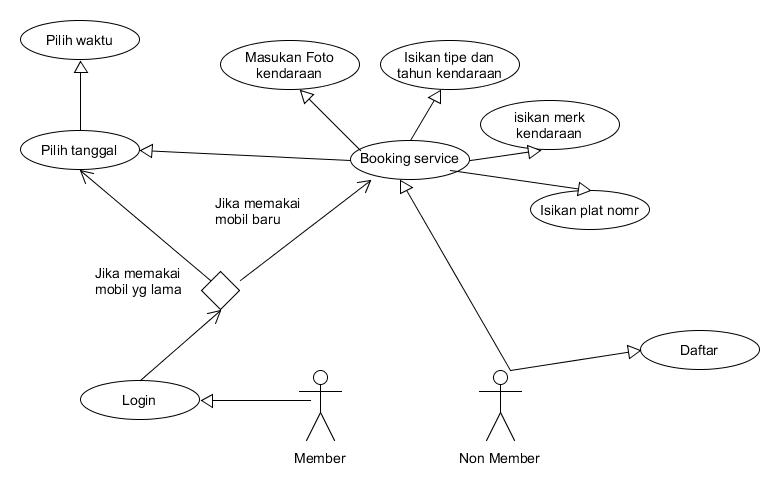 Pilih waktu
Masukan Foto
kendaraan
Isikan tipe dan
tahun kendaraan
isikan merk
kendaraan
Pilih tanggal
Booking service
Isikan plat nomr
Jika memakai
mobil baru
Jika memakai
mobil yg lama
Daftar
Login
Member
Non Member